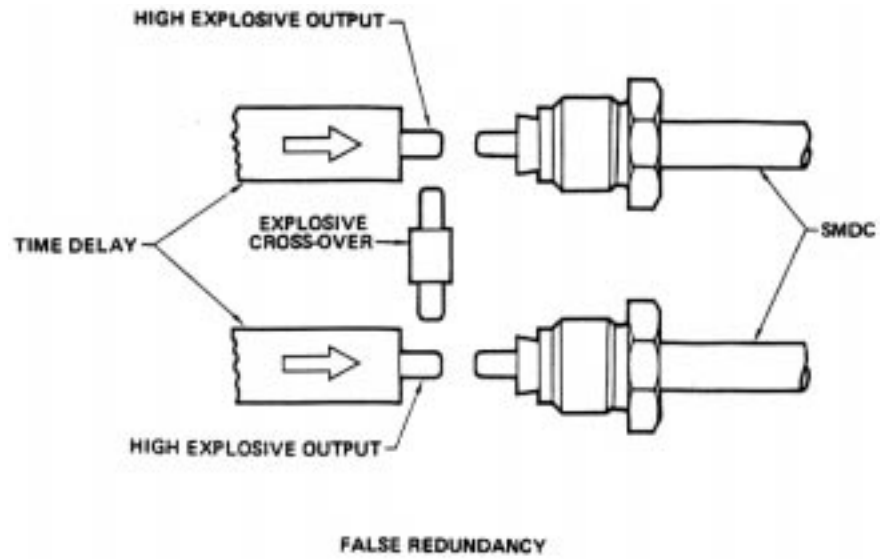 HIGH EXPLOSIVE OUTPUT
EXPLOSIVE
CROSS-OVER
TIME DELAY
SMDC
HIGH EXPLOSIVE OUTPUT
FALSE REDUNDANCY